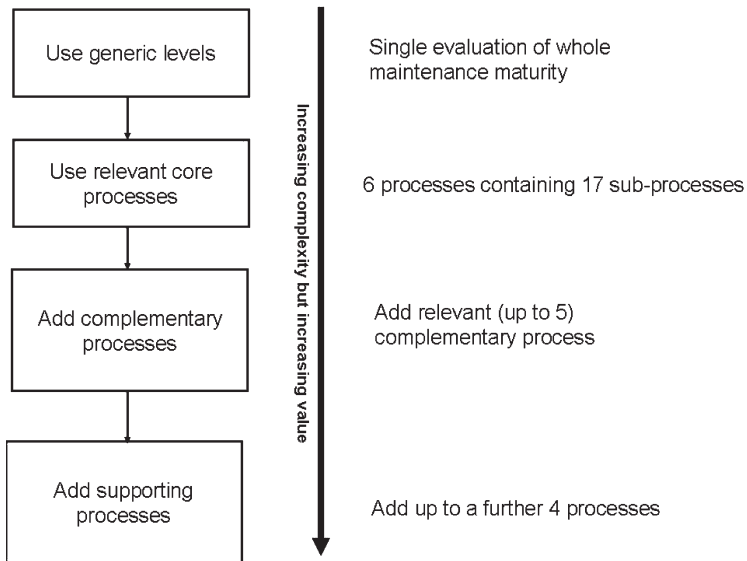 Use generic levels
Single evaluation of whole
maintenance maturity
Increasing complexity but increasing value
Use relevant core
processes
6 processes containing 17 sub-processes
Add complementary
processes
Add relevant (up to 5)
complementary process
Add supporting
processes
Add up to a further 4 processes